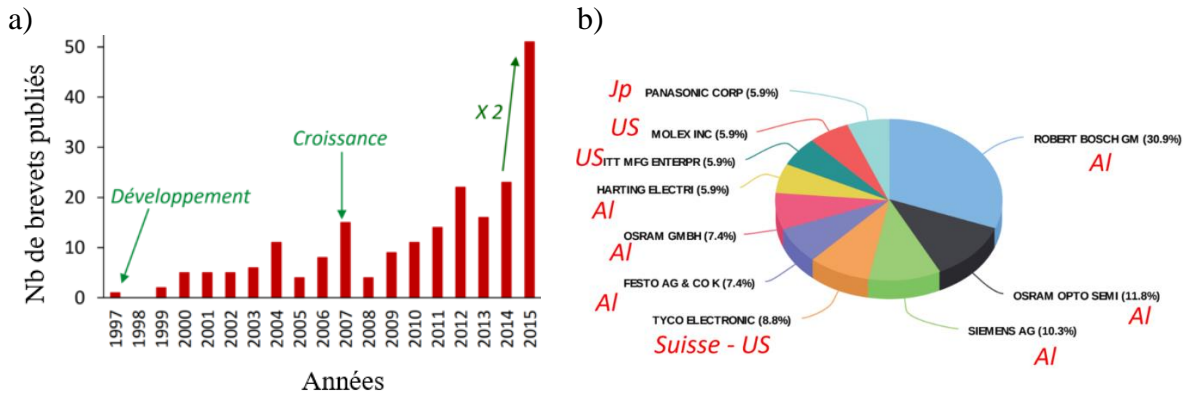 a)
Nb de brevets publiés
50
40
30
20
10
0
Développement
Croissance
X 2
1997
1998
1999
2000
2001
2002
2003
2004
2005
2006
2007
2008
2009
2010
2011
2012
2013
2014
2015
Années
b)
Jp PANASONIC CORP (5.9%)
US MOLEX INC (5.9%)
US ITT MFG ENTERPR (5.9%)
HARTING ELECTRI (5.9%)
Al
OSRAM GMBH (7.4%)
Al
FESTO AG & CO K (7.4%)
Al
TYCO ELECTRONIC (8.8%)
Suisse - US
ROBERT BOSCH GM (30.9%)
Al
OSRAM OPTO SEMI (11.8%)
Al
SIEMENS AG (10.3%)
Al